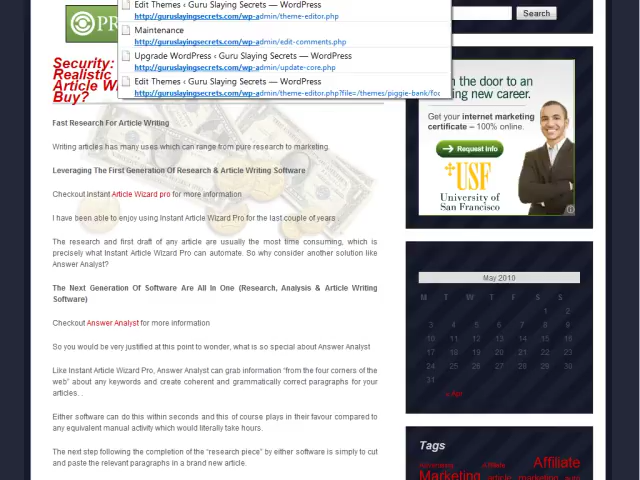 Edit Themes ‹ Guru Slaying Secrets — WordPress
http://guruslayingsecrets.com/wp-admin/theme-editor.php
Maintenance
http://guruslayingsecrets.com/wp-admin/edit-comments.php
Upgrade WordPress ‹ Guru Slaying Secrets — WordPress
http://guruslayingsecrets.com/wp-admin/update-core.php
Edit Themes ‹ Guru Slaying Secrets — WordPress
http://guruslayingsecrets.com/wp-admin/theme-editor.php?file=/themes/piggie-bank/foo
Search
PR
Security:
Realistic
Article W
Buy?
Fast Research For Article Writing
Writing articles has many uses which can range from pure research to marketing.
Leveraging The First Generation Of Research & Article Writing Software
Checkout Instant Article Wizard pro for more information
I have been able to enjoy using Instant Article Wizard Pro for the last couple of years .
The research and first draft of any article are usually the most time consuming, which is
precisely what Instant Article Wizard Pro can automate. So why consider another solution like
Answer Analyst?
The Next Generation Of Software Are All In One (Research, Analysis & Article Writing
Software)
Checkout Answer Analyst for more information
So you would be very justified at this point to wonder, what is so special about Answer Analyst
Like Instant Article Wizard Pro, Answer Analyst can grab information “from the four corners of the
web” about any keywords and create coherent and grammatically correct paragraphs for your
articles. .
Either software can do this within seconds and this of course plays in their favour compared to
any equivalent manual activity which would literally take hours.
The next step following the completion of the “research piece” by either software is simply to cut
and paste the relevant paragraphs in a brand new article.
the door to an
ing new career.
Get your internet marketing
certificate – 100% online.
Request Info
USF
University of
San Francisco
May 2010
M T W T F S S
1 2
3 4 5 6 7 8 9
10 11 12 13 14 15 16
17 18 19 20 21 22 23
24 25 26 27 28 29 30
31
« Apr
Tags
Affiliate
Marketing article marketing